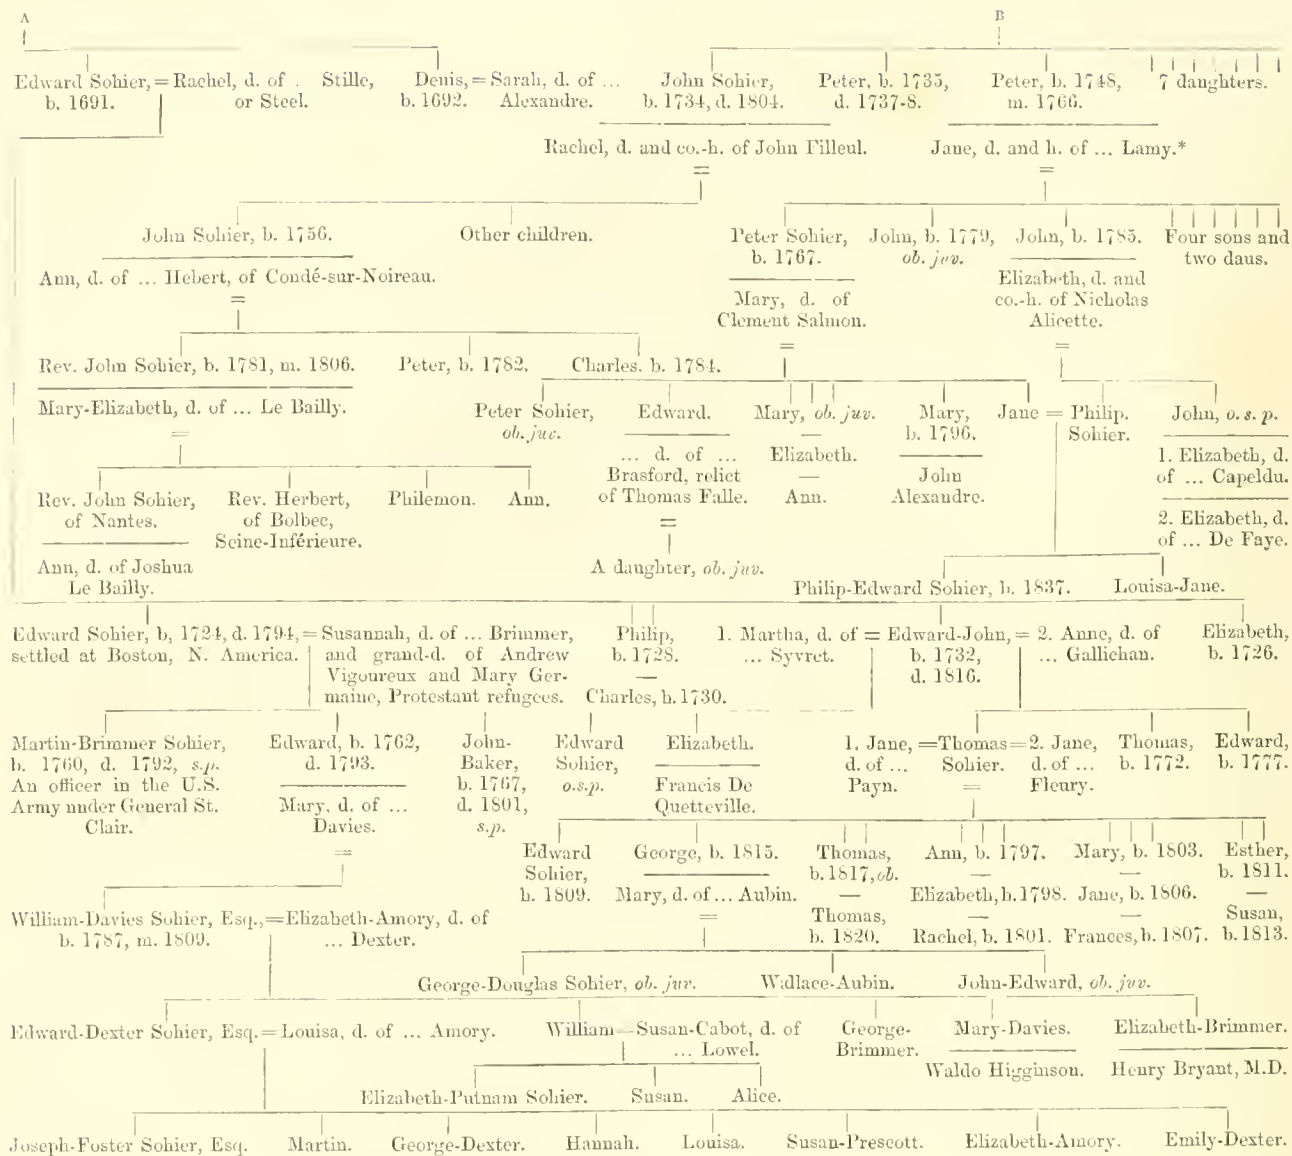 A B
Edward Sohier, = Rachel, d. of . Stille, Denis, = Sarah, d. of ... John Sohier, Peter, b. 1735, Peter, b. 1748, 7 daughters.
b. 1691. or Steel. b. 1692. Alexandre. b. 1734, d. 1804. d. 1737-8. m. 1766.
Rachel, d. and co.-h. of John Filleul. Jane, d. and h. of ... Lamy.*
= =
John Sohier, b. 1756. Other children. Peter Sohier, John, b. 1779, John, b. 1785. Four sons and
b. 1767. ob. juv. two daus.
Ann, d. of ... Hebert, of Condé-sur-Noireau. Elizabeth, d. and
= Mary, d. of co.-h. of Nicholas
Clement Salmon. Alicette.
= =
Rev. John Sohier, b. 1781, m. 1806. Peter, b. 1782. Charles. b. 1784.
Mary-Elizabeth, d. of ... Le Bailly. Peter Sohier, Edward. Mary, ob. juv. Mary, Jane = Philip. John, o. s. p.
= ob. juv. — b. 1796. Sohier.
... d. of ... Elizabeth. 1. Elizabeth, d.
Brasford, relict — John of ... Capeldu.
Rev. John Sohier, Rev. Herbert, Philemon. Ann. of Thomas Falle. Ann. Alexandre.
of Nantes. of Bolbec, = 2. Elizabeth, d.
Seine-Inférieure. of ... De Faye.
Ann, d. of Joshua A daughter, ob. juv.
Le Bailly. Philip-Edward Sohier, b. 1837. Louisa-Jane.
Edward Sohier, b, 1724, d. 1794, = Susannah, d. of ... Brimmer, Philip, 1. Martha, d. of = Edward-John, = 2. Anne, d. of Elizabeth,
settled at Boston, N. America. and grand-d. of Andrew b. 1728. ... Syvret. b. 1732, ... Gallichan. b. 1726.
Vigoureux and Mary Ger- — d. 1816.
maine, Protestant refugees. Charles, b. 1730.
Martin-Brimmer Sohier, Edward, b. 1762, John- Edward Elizabeth. 1. Jane, = Thomas = 2. Jane, Thomas, Edward,
b. 1760, d. 1792, s.p. d. 1793. Baker, Sohier, d. of ... Sohier. d. of ... b. 1772. b. 1777.
An officer in the U.S. b. 1767, o.s.p. Francis De Payn. = Fleury.
Army under General St. Mary, d. of ... d. 1801, Quetteville.
Clair. Davies. s.p.
= Edward George, b. 1815. Thomas, Ann, b. 1797. Mary, b. 1803. Esther,
Sohier, b. 1817, ob. — — b. 1811.
b. 1809. Mary, d. of ... Aubin. — Elizabeth, b. 1798. Jane, b. 1806. —
William-Davies Sohier, Esq., = Elizabeth-Amory, d. of = Thomas, — — Susan,
b. 1787, m. 1809. ... Dexter. b. 1820. Rachel, b. 1801. Frances, b. 1807. b. 1813.
George-Douglas Sohier, ob. juv. Wallace-Aubin. John-Edward, ob. juv.
Edward-Dexter Sohier, Esq. = Louisa, d. of ... Amory. William = Susan-Cabot, d. of George- Mary-Davies. Elizabeth-Brimmer.
... Lowel. Brimmer.
Waldo Higginson. Henry Bryant, M.D.
Elizabeth-Putnam Sohier. Susan. Alice.
Joseph-Foster Sohier, Esq. Martin. George-Dexter. Hannah. Louisa. Susan-Prescott. Elizabeth-Amory. Emily-Dexter.